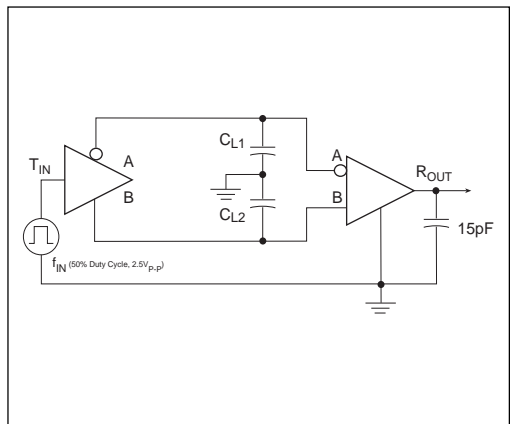 C_L1
A
T_IN
A
R_OUT
B
B
C_L2
15pF
f_IN (50% Duty Cycle, 2.5V_P-P)